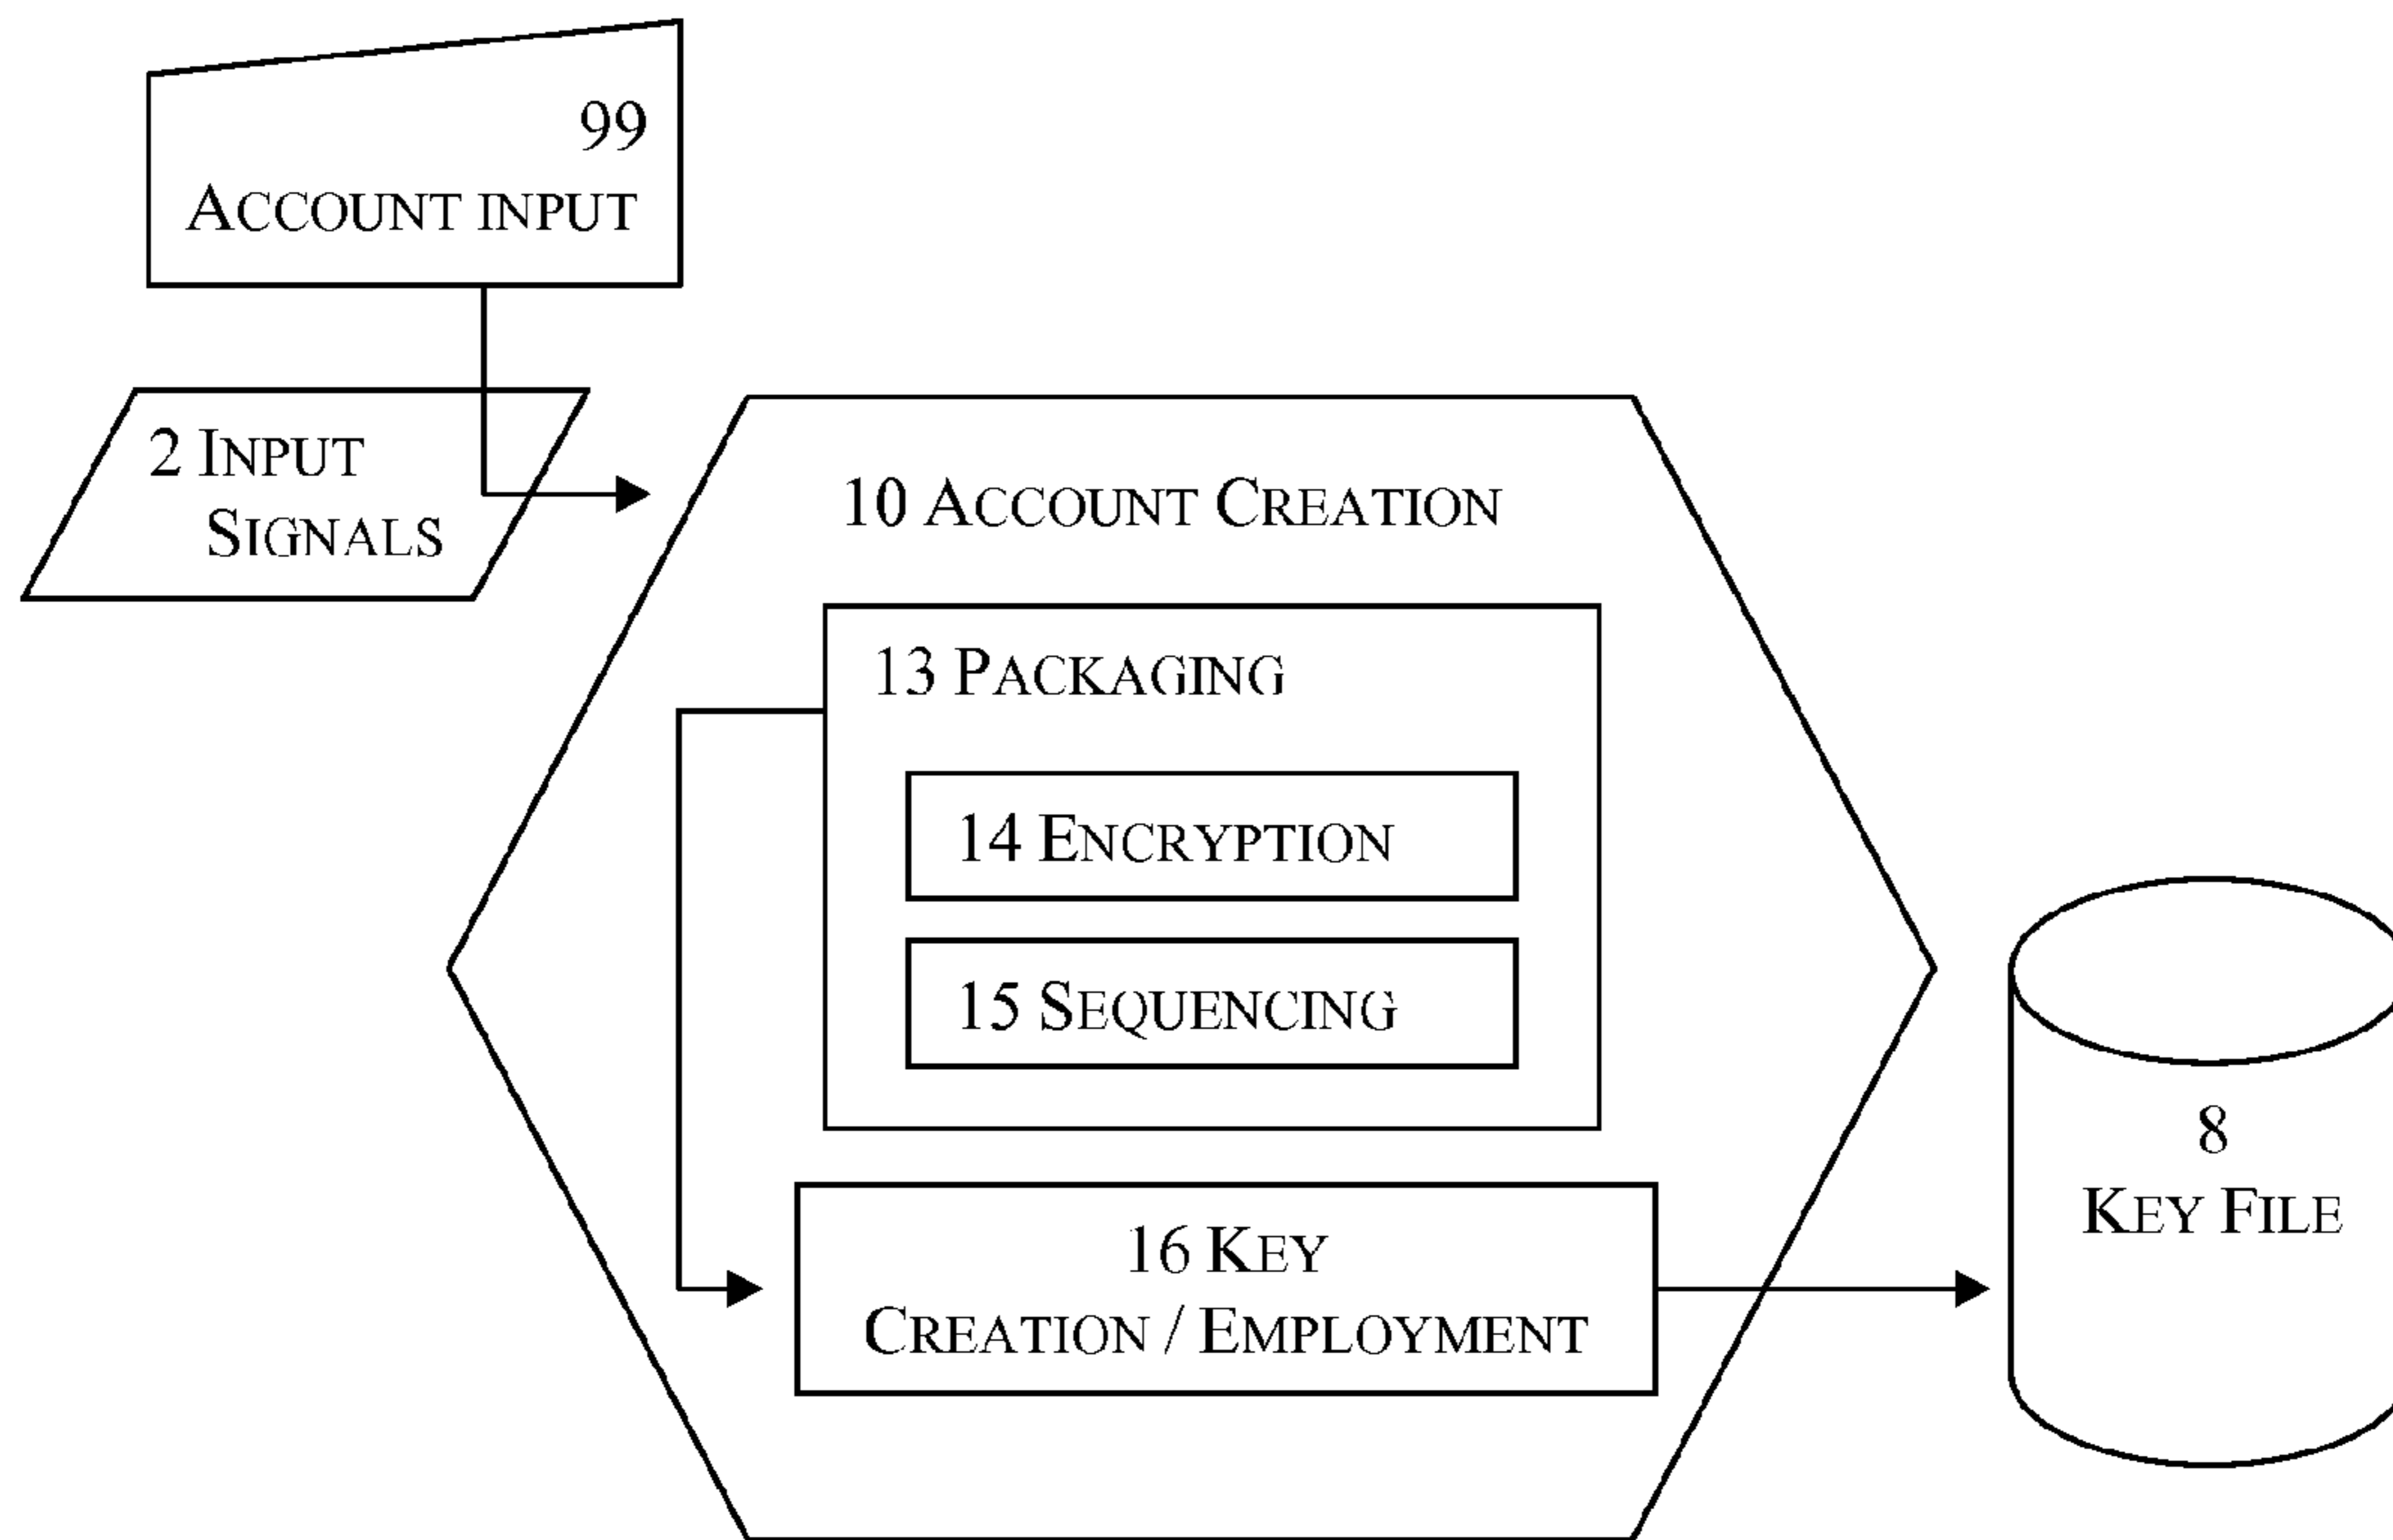 99
ACCOUNT INPUT
2 INPUT
SIGNALS
10 ACCOUNT CREATION
13 PACKAGING
14 ENCRYPTION
15 SEQUENCING
16 KEY
CREATION / EMPLOYMENT
8
KEY FILE